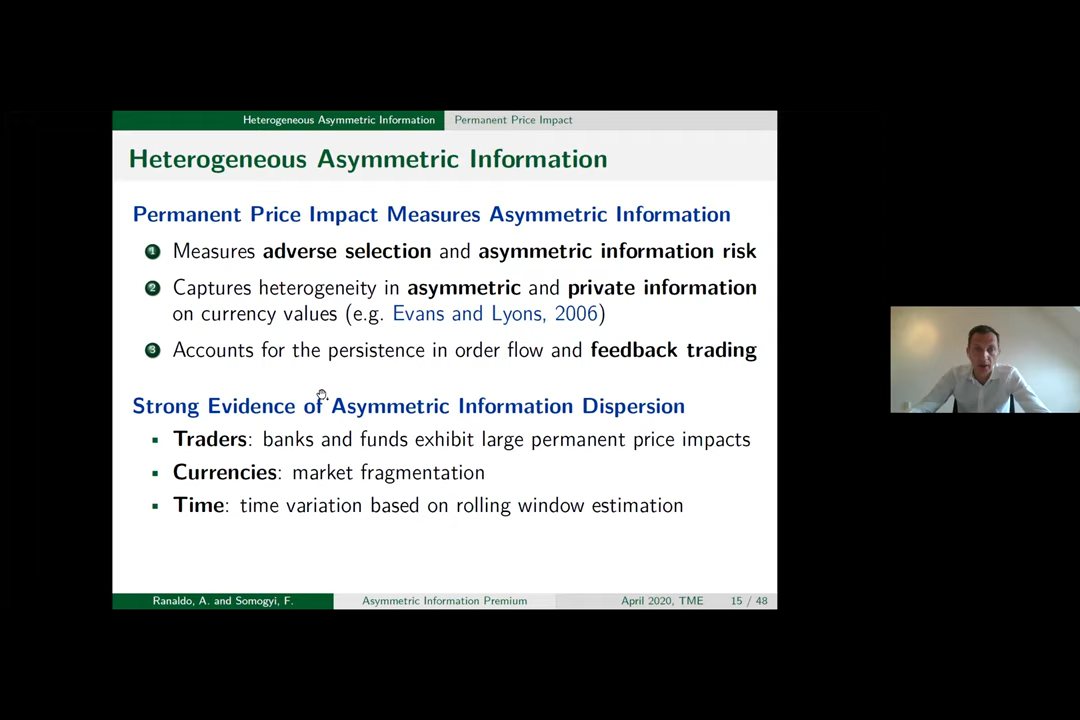 Heterogeneous Asymmetric Information Permanent Price Impact
Heterogeneous Asymmetric Information
Permanent Price Impact Measures Asymmetric Information
1 Measures adverse selection and asymmetric information risk
2 Captures heterogeneity in asymmetric and private information
on currency values (e.g. Evans and Lyons, 2006)
3 Accounts for the persistence in order flow and feedback trading
Strong Evidence of Asymmetric Information Dispersion
Traders: banks and funds exhibit large permanent price impacts
Currencies: market fragmentation
Time: time variation based on rolling window estimation
Ranaldo, A. and Somogyi, F. Asymmetric Information Premium April 2020, TME 15 / 48